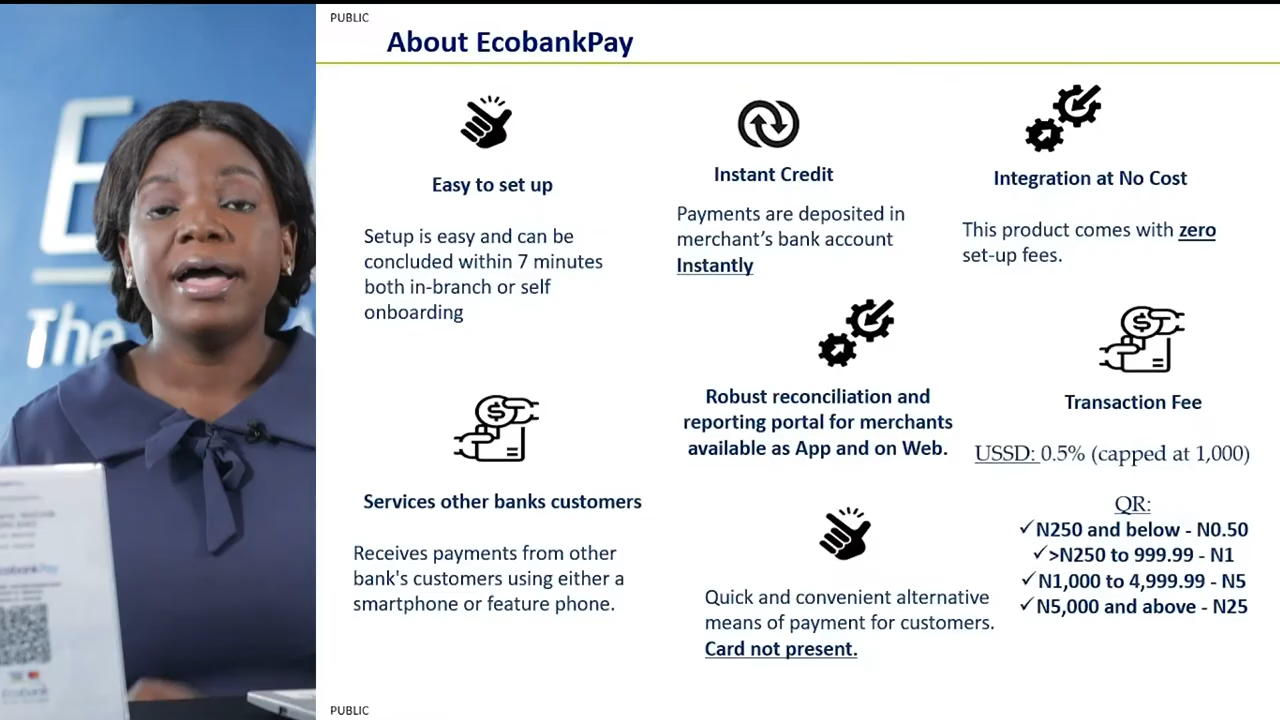 PUBLIC
About EcobankPay
Easy to set up
Setup is easy and can be
concluded within 7 minutes
both in-branch or self
onboarding
Instant Credit
Payments are deposited in
merchant's bank account
Instantly
Integration at No Cost
This product comes with zero
set-up fees.
Services other banks customers
Receives payments from other
bank's customers using either a
smartphone or feature phone.
Robust reconciliation and
reporting portal for merchants
available as App and on Web.
Quick and convenient alternative
means of payment for customers.
Card not present.
Transaction Fee
USSD: 0.5% (capped at 1,000)
QR:
✓N250 and below - N0.50
✓>N250 to 999.99 - N1
✓N1,000 to 4,999.99 - N5
✓N5,000 and above - N25
PUBLIC
E
The
A
cobankPay
Ecobank